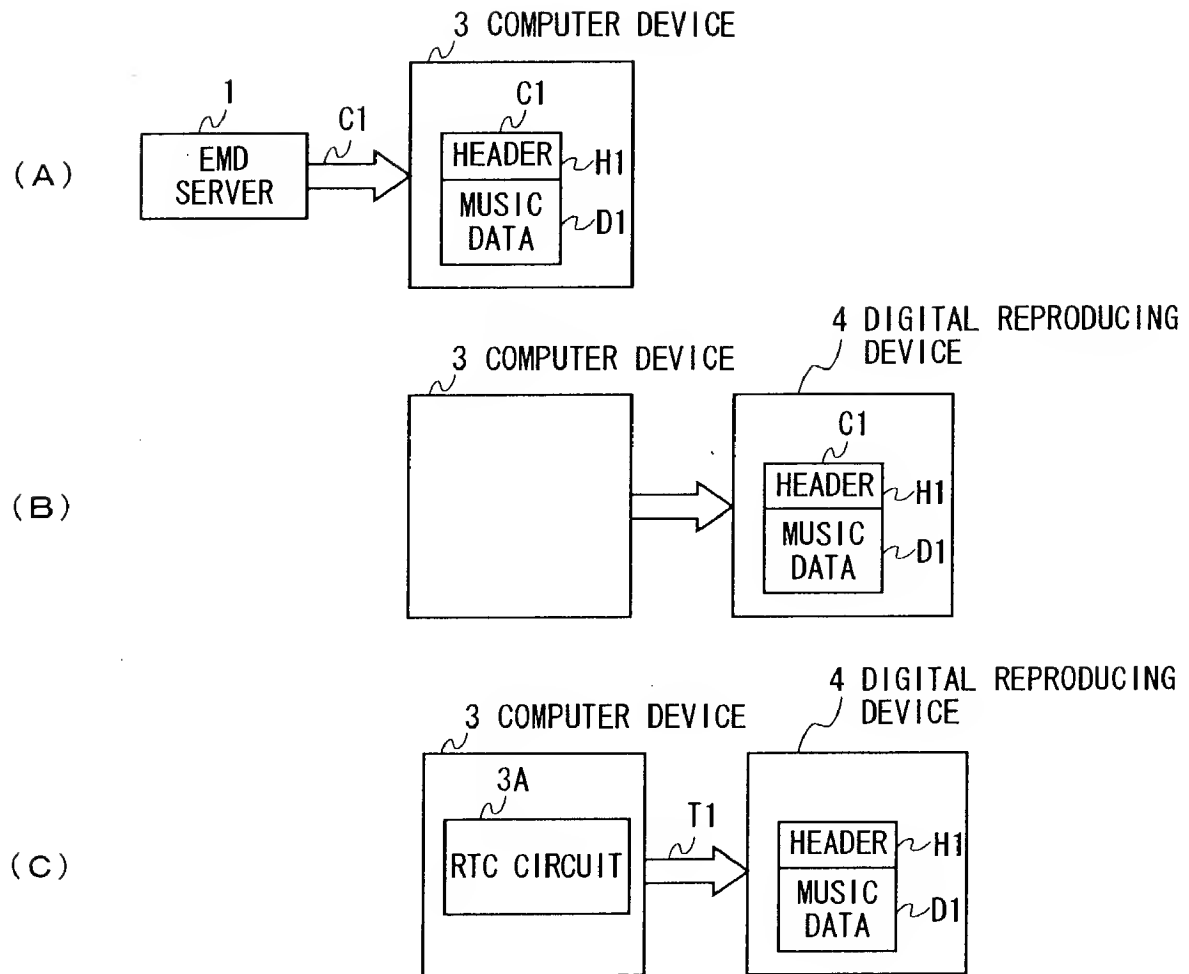 3 COMPUTER DEVICE
1
C1
C1
(A)
EMD
SERVER
HEADER
H1
MUSIC
DATA
D1
4 DIGITAL REPRODUCING
DEVICE
3 COMPUTER DEVICE
C1
(B)
HEADER
H1
MUSIC
DATA
D1
4 DIGITAL REPRODUCING
DEVICE
3 COMPUTER DEVICE
3A
T1
(C)
RTC CIRCUIT
HEADER
H1
MUSIC
DATA
D1